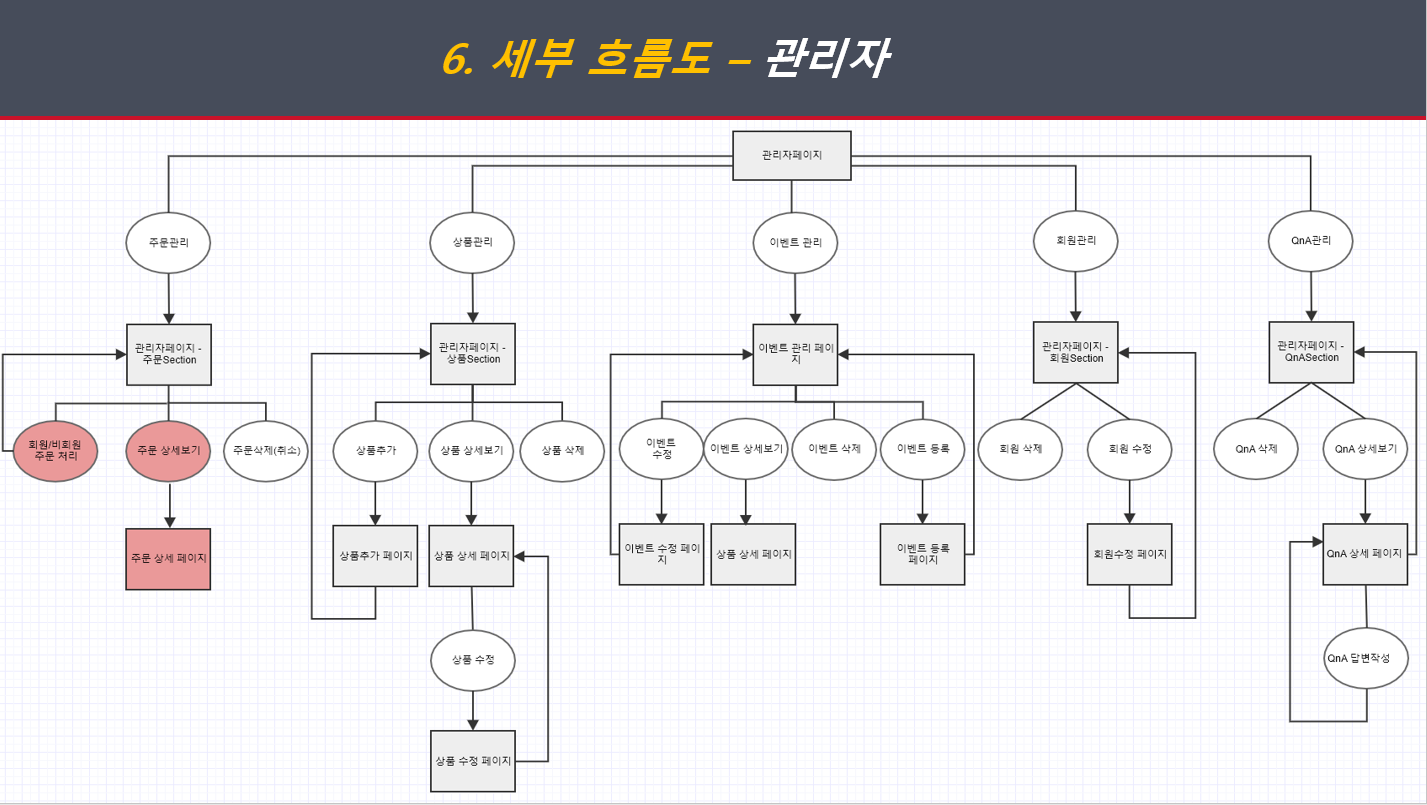 6. 세부 흐름도 – 관리자
관리자페이지
주문관리
상품관리
이벤트 관리
회원관리
QnA관리
관리자페이지 -
주문Section
관리자페이지 -
상품Section
이벤트 관리 페이
지
관리자페이지 -
회원Section
관리자페이지 -
QnASection
회원/비회원
주문 처리
주문 상세보기
주문삭제(취소)
상품추가
상품 상세보기
상품 삭제
이벤트
수정
이벤트 상세보기
이벤트 삭제
이벤트 등록
회원 삭제
회원 수정
QnA 삭제
QnA 상세보기
주문 상세 페이지
상품추가 페이지
상품 상세 페이지
이벤트 수정 페이
지
상품 상세 페이지
이벤트 등록
페이지
회원수정 페이지
QnA 상세 페이지
상품 수정
QnA 답변작성
상품 수정 페이지